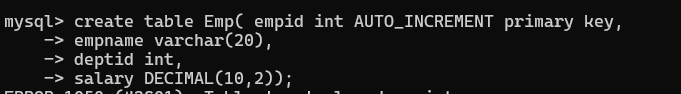 mysql> create table Emp( empid int AUTO_INCREMENT primary key,
    -> empname varchar(20),
    -> deptid int,
    -> salary DECIMAL(10,2));